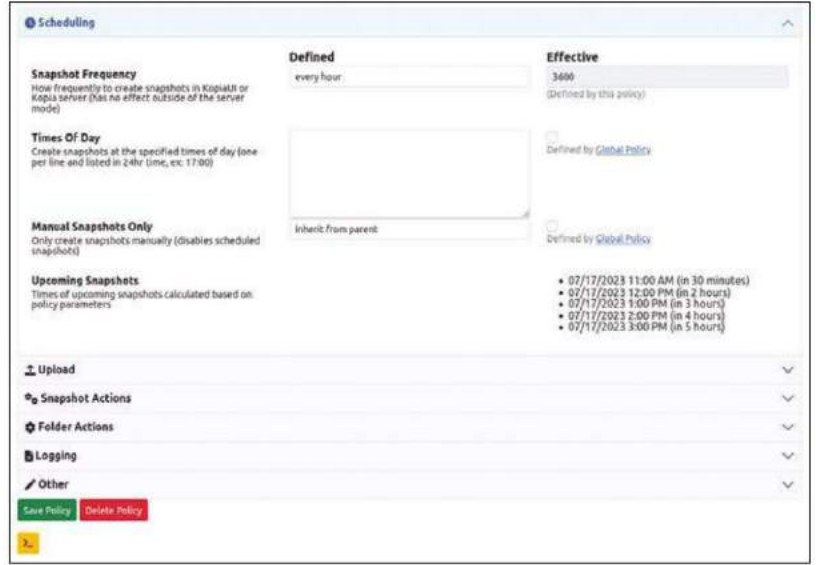 Scheduling
Defined
Effective
Snapshot Frequency
How frequently to create snapshots in KopiaUI or
Kopia server (has no effect outside of the server
mode)
every hour
3600
(Defined by this policy)
Times Of Day
Create snapshots at the specified times of day (one
per line and listed in 24hr time, ex: 17:00)
Defined by Global Policy
Manual Snapshots Only
Only create snapshots manually (disables scheduled
snapshots)
Inherit from parent
Defined by Global Policy
Upcoming Snapshots
Times of upcoming snapshots calculated based on
policy parameters
• 07/17/2023 11:00 AM (in 30 minutes)
• 07/17/2023 12:00 PM (in 2 hours)
• 07/17/2023 1:00 PM (in 3 hours)
• 07/17/2023 2:00 PM (in 4 hours)
• 07/17/2023 3:00 PM (in 5 hours)
Upload
Snapshot Actions
Folder Actions
Logging
Other
Save Policy
Delete Policy
>_